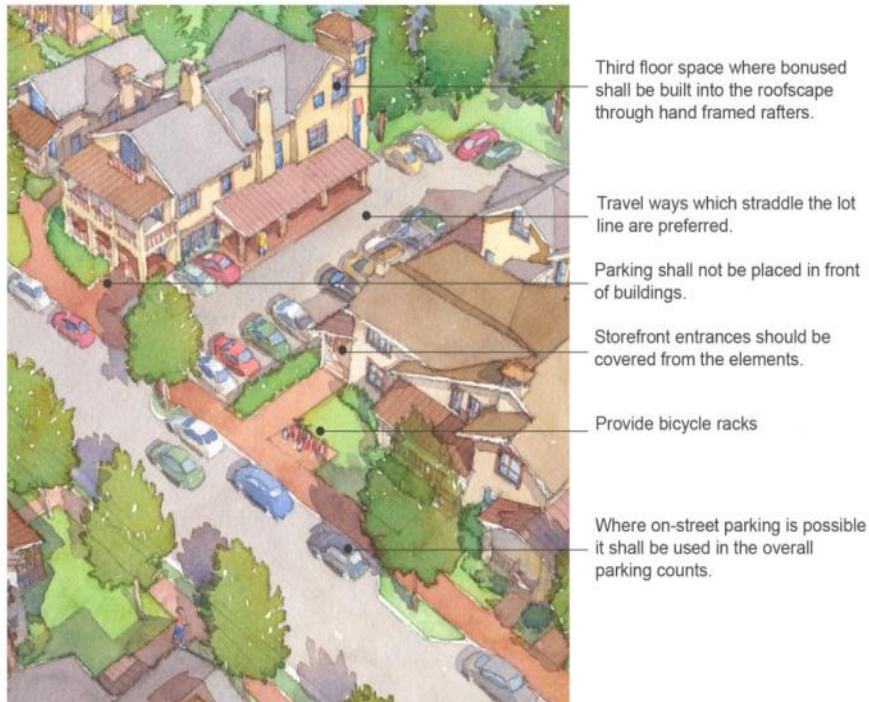 Third floor space where bonused
shall be built into the roofscape
through hand framed rafters.
Travel ways which straddle the lot
line are preferred.
Parking shall not be placed in front
of buildings.
Storefront entrances should be
covered from the elements.
Provide bicycle racks
Where on-street parking is possible
it shall be used in the overall
parking counts.